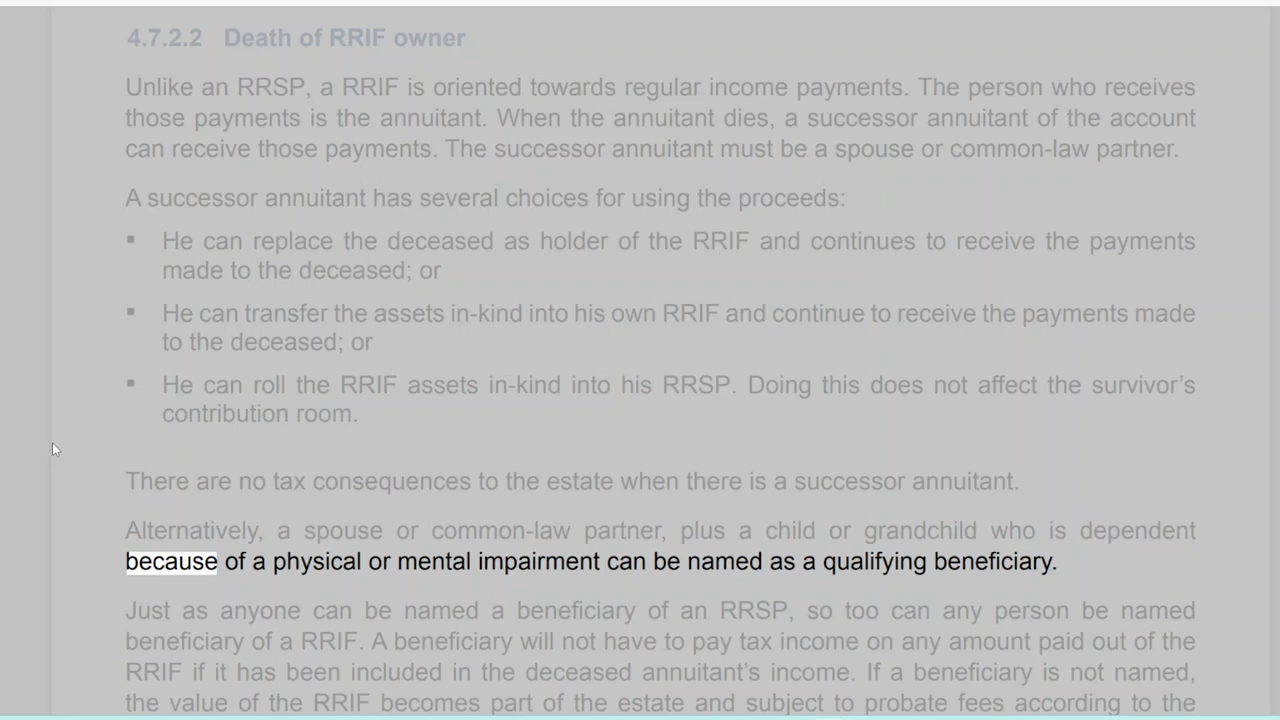 4.7.2.2 Death of RRIF owner
Unlike an RRSP, a RRIF is oriented towards regular income payments. The person who receives
those payments is the annuitant. When the annuitant dies, a successor annuitant of the account
can receive those payments. The successor annuitant must be a spouse or common-law partner.
A successor annuitant has several choices for using the proceeds:
▪ He can replace the deceased as holder of the RRIF and continues to receive the payments
made to the deceased; or
▪ He can transfer the assets in-kind into his own RRIF and continue to receive the payments made
to the deceased; or
▪ He can roll the RRIF assets in-kind into his RRSP. Doing this does not affect the survivor’s
contribution room.
There are no tax consequences to the estate when there is a successor annuitant.
Alternatively, a spouse or common-law partner, plus a child or grandchild who is dependent
because of a physical or mental impairment can be named as a qualifying beneficiary.
Just as anyone can be named a beneficiary of an RRSP, so too can any person be named
beneficiary of a RRIF. A beneficiary will not have to pay tax income on any amount paid out of the
RRIF if it has been included in the deceased annuitant’s income. If a beneficiary is not named,
the value of the RRIF becomes part of the estate and subject to probate fees according to the